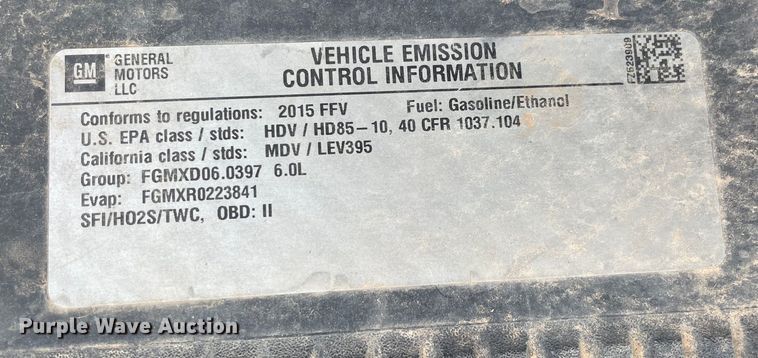 GM
GENERAL
MOTORS
LLC
VEHICLE EMISSION
CONTROL INFORMATION
Conforms to regulations: 2015 FFV Fuel: Gasoline/Ethanol
U.S. EPA class / stds: HDV / HD85-10, 40 CFR 1037.104
California class / stds: MDV / LEV395
Group: FGMXD06.0397 6.0L
Evap: FGMXR0223841
SFI/HO2S/TWC, OBD: II
Purple Wave Auction